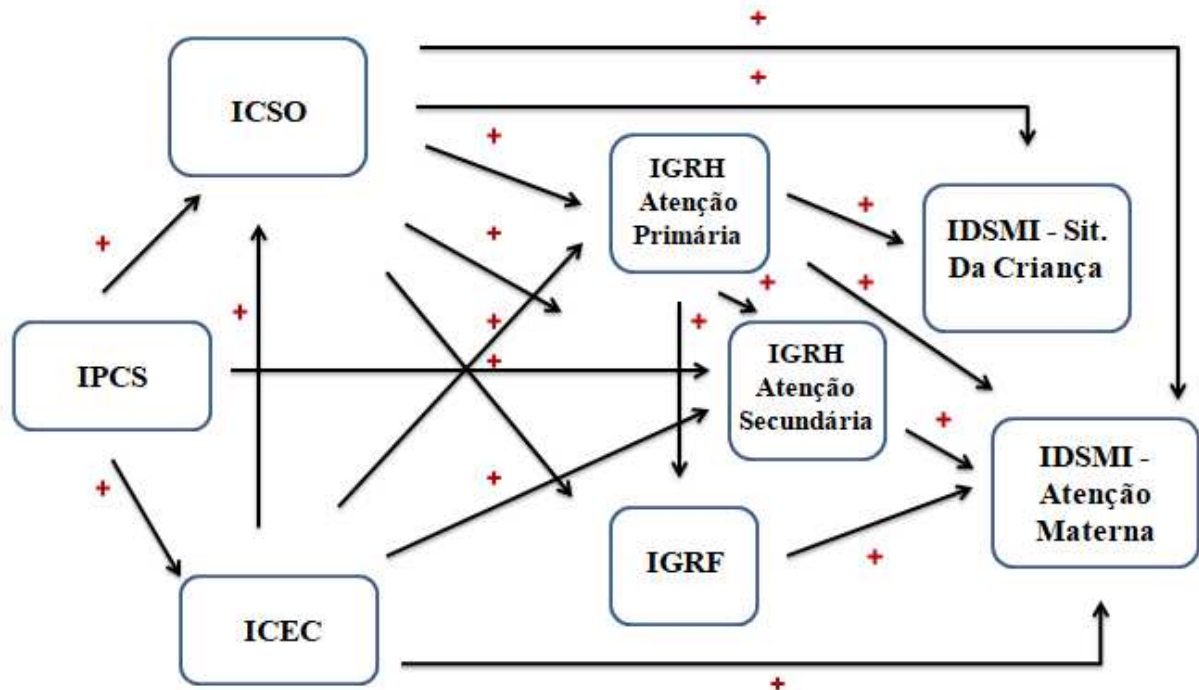 +
+
ICSO
+
IGRH
Atenção
Primária
+
IDSMI - Sit.
Da Criança
+
+
+
+
+
+
+
+
IPCS
IGRH
Atenção
Secundária
+
IDSMI -
Atenção
Materna
+
+
IGRF
+
ICEC
+